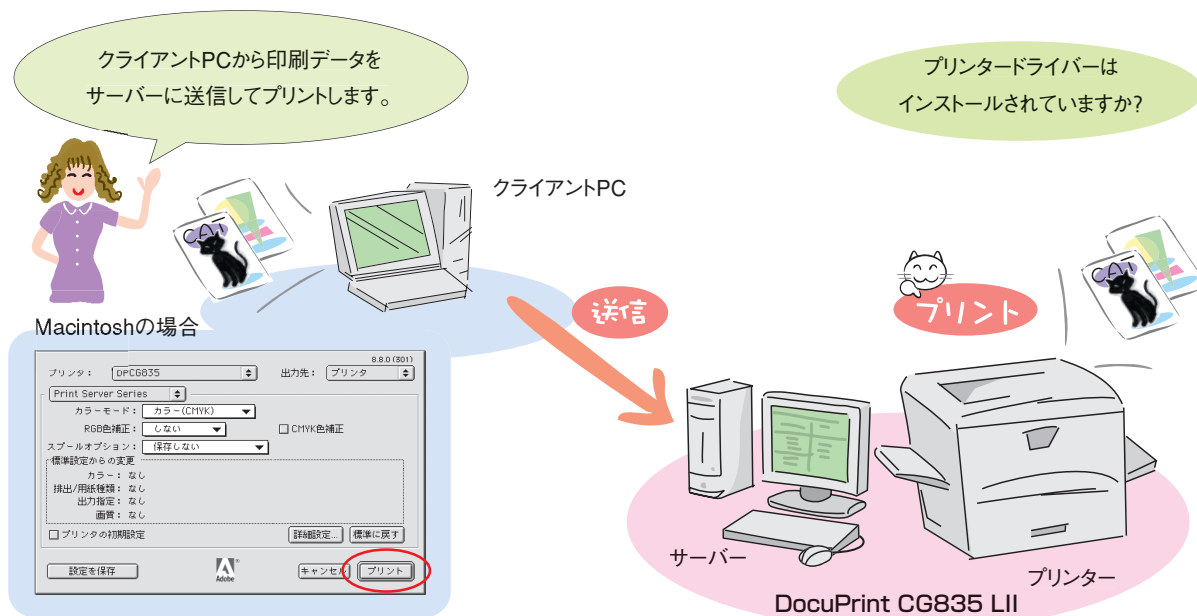 クライアントPCから印刷データを
サーバーに送信してプリントします。
プリンタードライバーは
インストールされていますか?
クライアントPC
CAT
送信
プリント
CAT
Macintoshの場合
8.8.0 (301)
プリンタ： DPCG835 出力先： プリンタ
Print Server Series
カラーモード： カラー(CMYK)
RGB色補正： しない CMYK色補正
スプールオプション： 保存しない
標準設定からの変更
カラー： なし
排出/用紙種類： なし
出力指定： なし
画質： なし
プリンタの初期設定 詳細設定... 標準に戻す
設定を保存 Adobe キャンセル プリント
サーバー
プリンター
DocuPrint CG835 LII